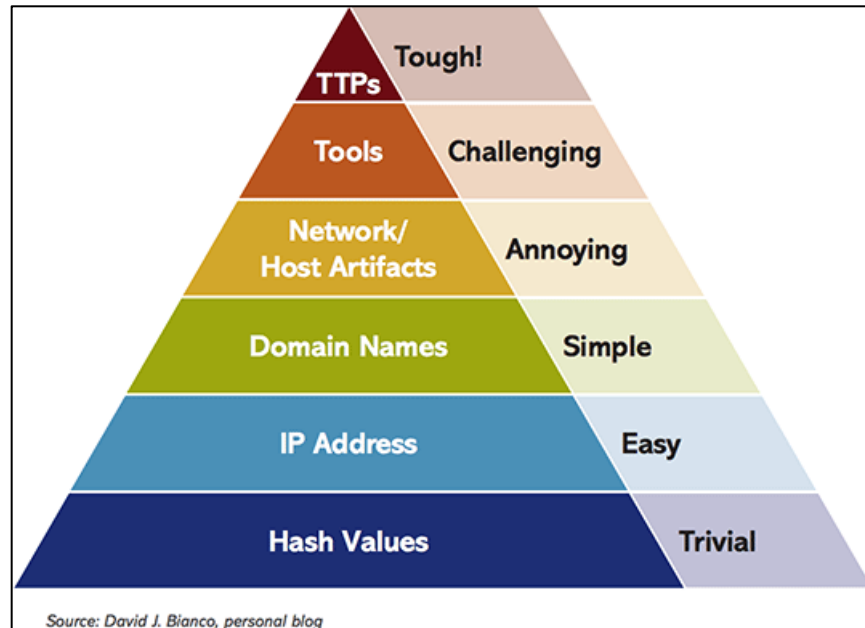 TTPs
Tough!
Tools
Challenging
Network/
Host Artifacts
Annoying
Domain Names
Simple
IP Address
Easy
Hash Values
Trivial
Source: David J. Bianco, personal blog